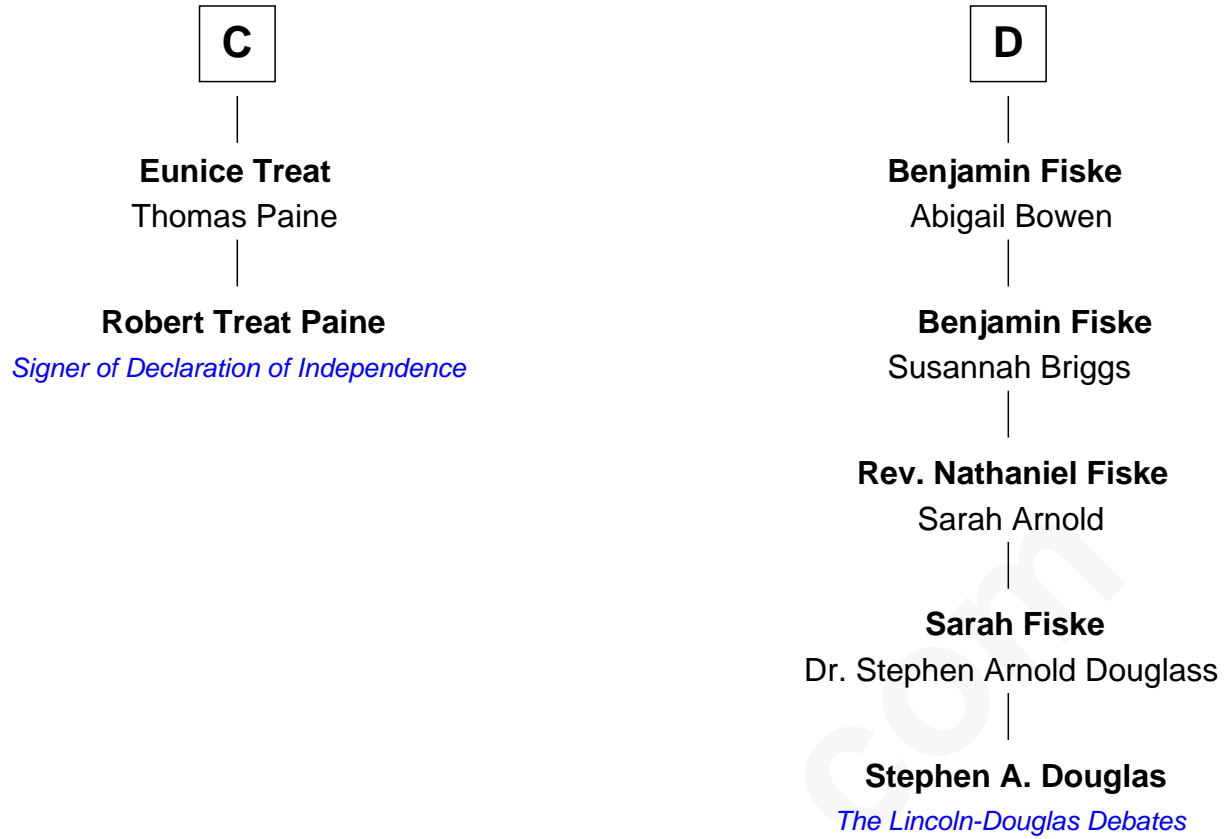 C
Eunice Treat
Thomas Paine
Robert Treat Paine
Signer of Declaration of Independence
D
Benjamin Fiske
Abigail Bowen
Benjamin Fiske
Susannah Briggs
Rev. Nathaniel Fiske
Sarah Arnold
Sarah Fiske
Dr. Stephen Arnold Douglass
Stephen A. Douglas
The Lincoln-Douglas Debates
com